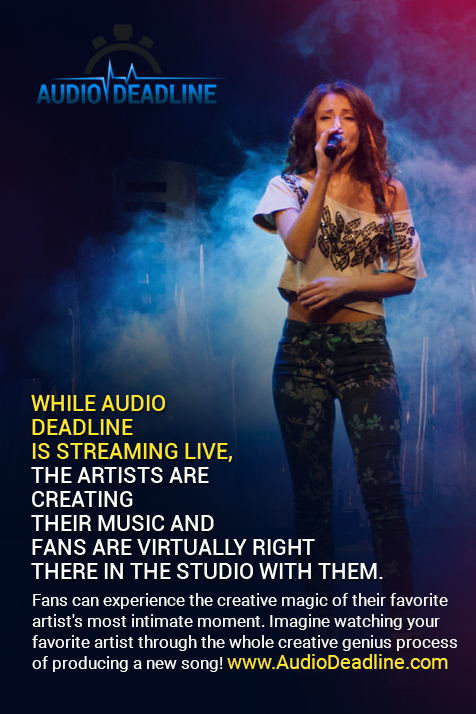 AUDIO DEADLINE
WHILE AUDIO
DEADLINE
IS STREAMING LIVE,
THE ARTISTS ARE
CREATING
THEIR MUSIC AND
FANS ARE VIRTUALLY RIGHT
THERE IN THE STUDIO WITH THEM.
Fans can experience the creative magic of their favorite
artist's most intimate moment. Imagine watching your
favorite artist through the whole creative genius process
of producing a new song! www.AudioDeadline.com